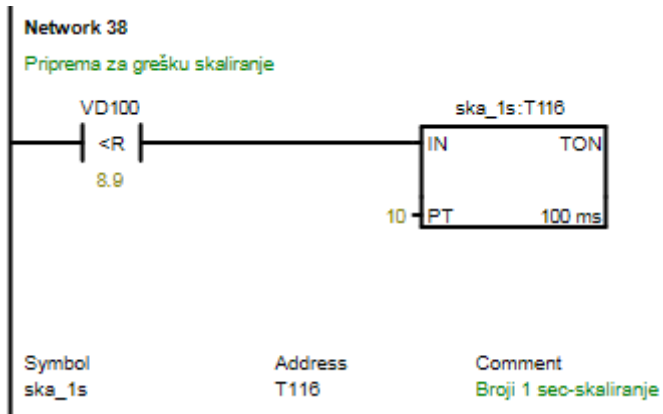 Network 38
Priprema za grešku skaliranje
VD100
<R
8.9
ska_1s:T116
IN TON
10 PT 100 ms
Symbol Address Comment
ska_1s T116 Broji 1 sec-skaliranje